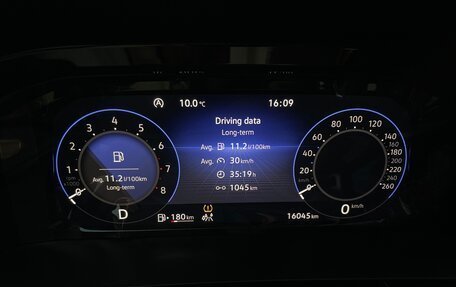 A 10.0 °C 16:09
Driving data
Long-term
Avg. 11.2 l/100km
Avg. 30 km/h
35:19 h
1045 km
0 1 2 3 4 5 6 7 8
Avg. 11.2 l/100km
Long-term
D
0 20 40 60 80 100 120 140 160 180 200 220 240 260
0 km/h
180 km
16045 km